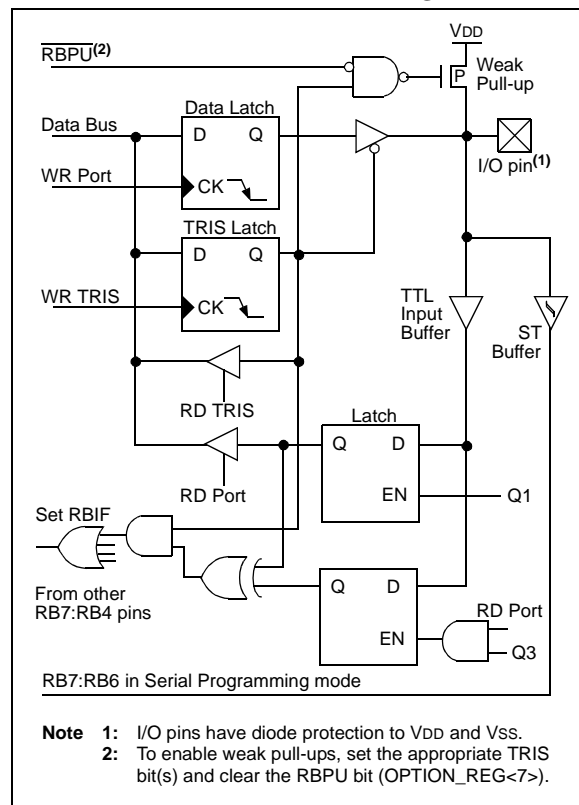 VDD
RBPU(2)
Weak
Pull-up
P
Data Latch
Data Bus
D Q
I/O pin(1)
WR Port
CK
TRIS Latch
D Q
WR TRIS
CK
TTL
Input
Buffer
ST
Buffer
RD TRIS
Latch
Q D
RD Port
EN
Q1
Set RBIF
From other
RB7:RB4 pins
Q D
RD Port
EN
Q3
RB7:RB6 in Serial Programming mode
Note 1: I/O pins have diode protection to VDD and VSS.
2: To enable weak pull-ups, set the appropriate TRIS
bit(s) and clear the RBPU bit (OPTION_REG<7>).